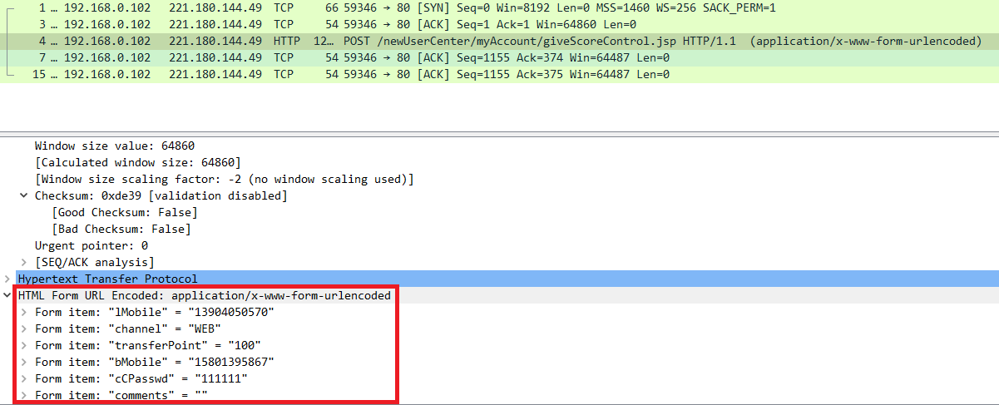 1 … 192.168.0.102 221.180.144.49 TCP 66 59346 → 80 [SYN] Seq=0 Win=8192 Len=0 MSS=1460 WS=256 SACK_PERM=1
3 … 192.168.0.102 221.180.144.49 TCP 54 59346 → 80 [ACK] Seq=1 Ack=1 Win=64860 Len=0
4 … 192.168.0.102 221.180.144.49 HTTP 12… POST /newUserCenter/myAccount/giveScoreControl.jsp HTTP/1.1 (application/x-www-form-urlencoded)
7 … 192.168.0.102 221.180.144.49 TCP 54 59346 → 80 [ACK] Seq=1155 Ack=374 Win=64487 Len=0
15 … 192.168.0.102 221.180.144.49 TCP 54 59346 → 80 [ACK] Seq=1155 Ack=375 Win=64487 Len=0
Window size value: 64860
[Calculated window size: 64860]
[Window size scaling factor: -2 (no window scaling used)]
Checksum: 0xde39 [validation disabled]
[Good Checksum: False]
[Bad Checksum: False]
Urgent pointer: 0
[SEQ/ACK analysis]
Hypertext Transfer Protocol
HTML Form URL Encoded: application/x-www-form-urlencoded
Form item: "lMobile" = "13904050570"
Form item: "channel" = "WEB"
Form item: "transferPoint" = "100"
Form item: "bMobile" = "15801395867"
Form item: "cCPasswd" = "111111"
Form item: "comments" = ""